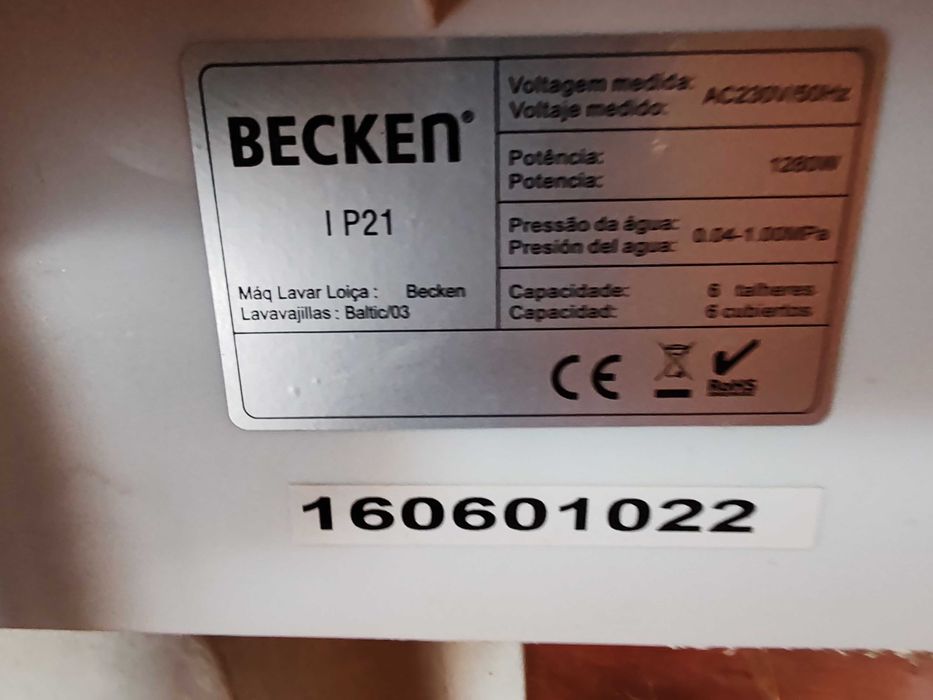 BECKEN®
I P21
Máq Lavar Loiça : Becken
Lavavajillas : Baltic/03
Voltagem medida: AC230V/50Hz
Voltaje medido:
Potência: 1280W
Potencia:
Pressão da água: 0.04-1.00MPa
Presión del agua:
Capacidade: 6 talheres
Capacidad: 6 cubiertos
CE
RoHS
160601022